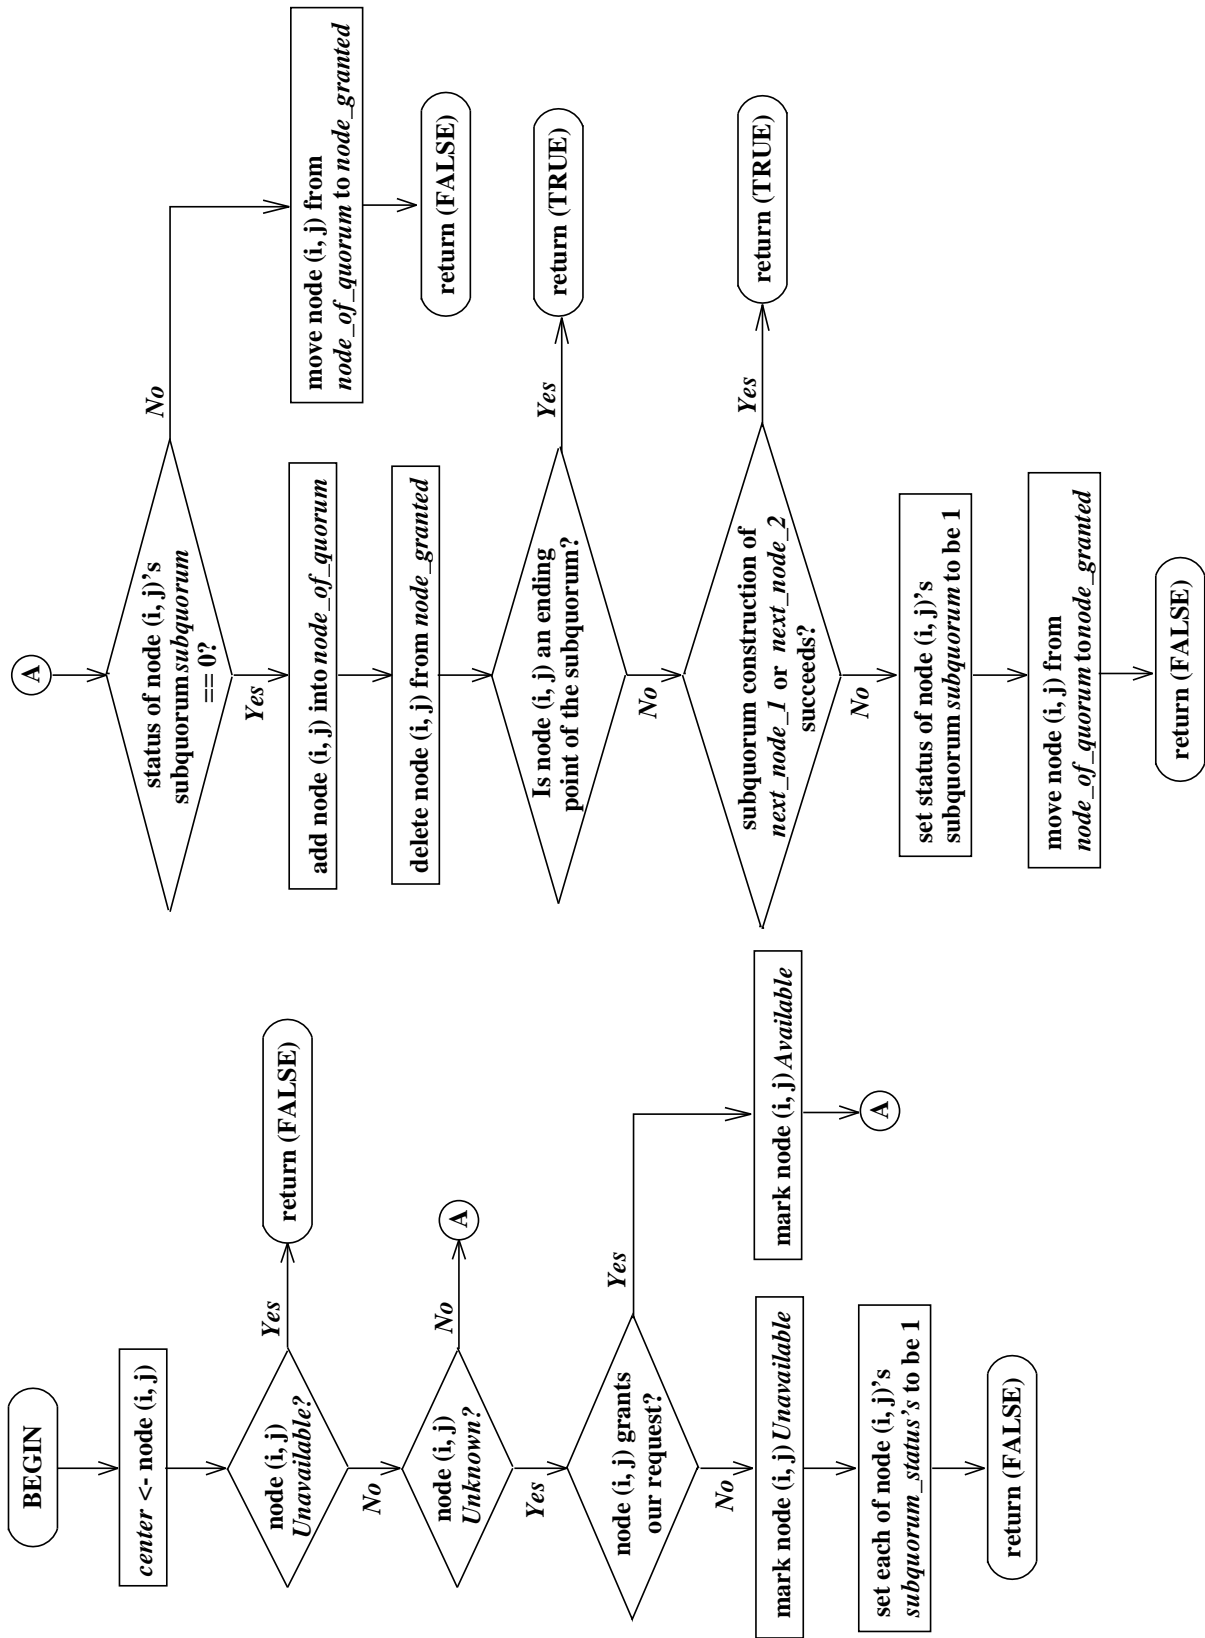 BEGIN
center <- node (i, j)
node (i, j)
Unavailable?
Yes
return (FALSE)
No
node (i, j)
Unknown?
No
A
Yes
node (i, j) grants
our request?
Yes
mark node (i, j) Available
A
No
mark node (i, j) Unavailable
set each of node (i, j)'s
subquorum_status's to be 1
return (FALSE)
A
status of node (i, j)'s
subquorum subquorum
== 0?
No
move node (i, j) from
node_of_quorum to node_granted
return (FALSE)
Yes
add node (i, j) into node_of_quorum
delete node (i, j) from node_granted
Is node (i, j) an ending
point of the subquorum?
Yes
return (TRUE)
No
subquorum construction of
next_node_1 or next_node_2
succeeds?
Yes
return (TRUE)
No
set status of node (i, j)'s
subquorum subquorum to be 1
move node (i, j) from
node_of_quorum to node_granted
return (FALSE)